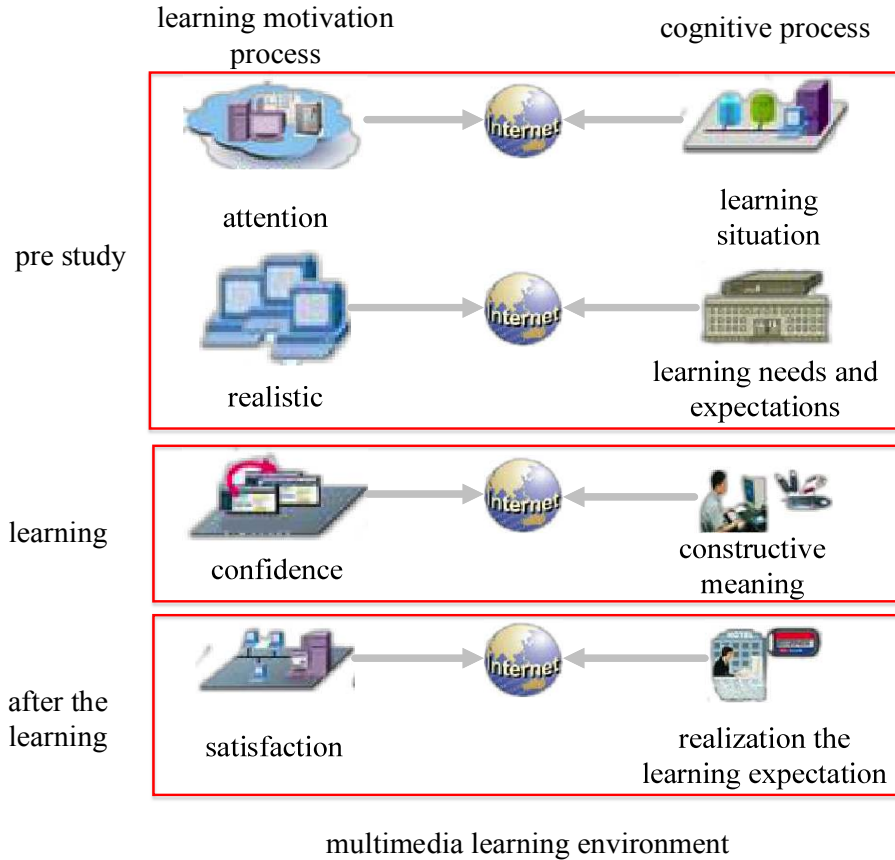 learning motivation
process
cognitive process
Internet
attention
learning
situation
pre study
Internet
realistic
learning needs and
expectations
Internet
learning
confidence
constructive
meaning
HOTEL
Internet
after the
learning
satisfaction
realization the
learning expectation
multimedia learning environment